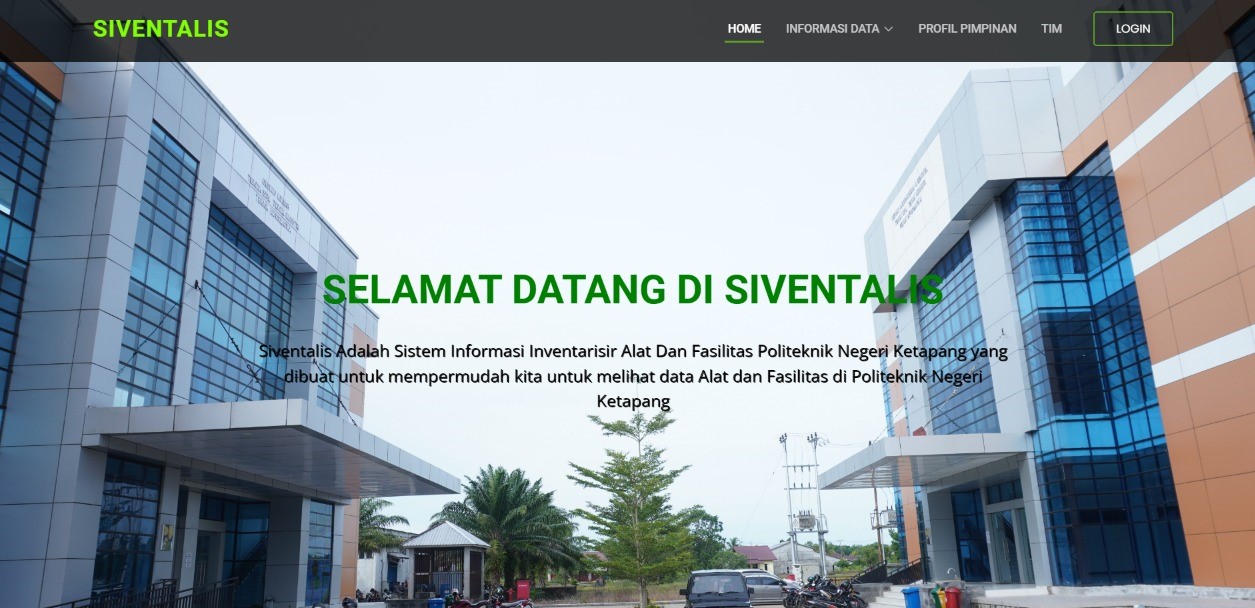 SIVENTALIS
HOME
INFORMASI DATA
PROFIL PIMPINAN
TIM
LOGIN
SELAMAT DATANG DI SIVENTALIS
Siventalis Adalah Sistem Informasi Inventarisir Alat Dan Fasilitas Politeknik Negeri Ketapang yang
dibuat untuk mempermudah kita untuk melihat data Alat dan Fasilitas di Politeknik Negeri
Ketapang